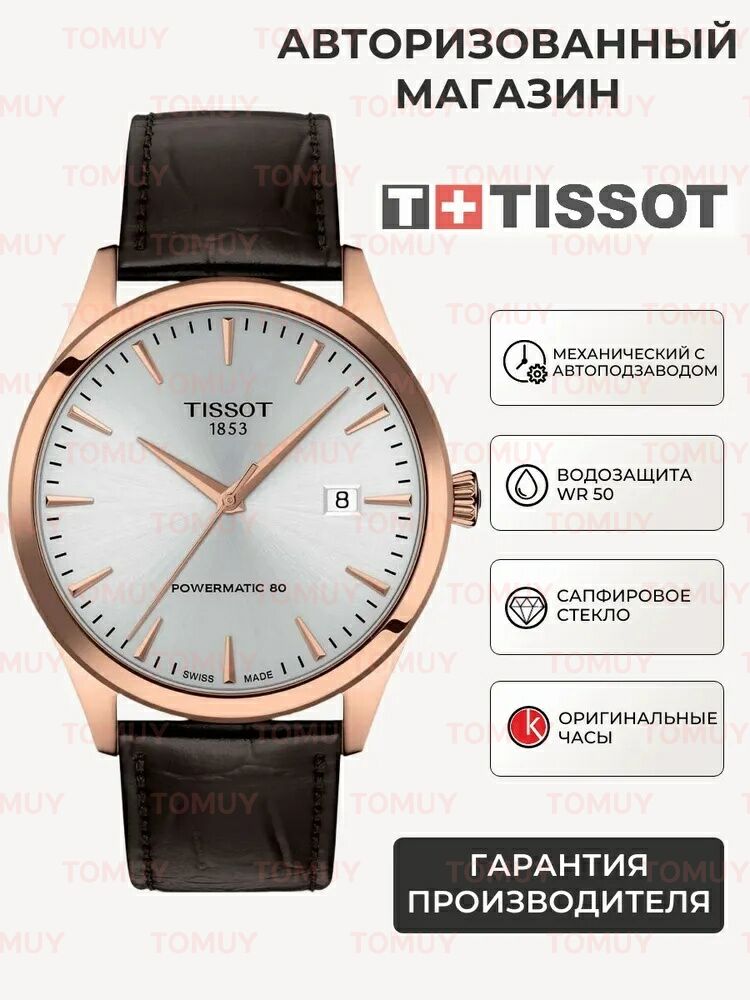 АВТОРИЗОВАННЫЙ
МАГАЗИН
T+TISSOT
TISSOT
1853
8
POWERMATIC 80
SWISS MADE
МЕХАНИЧЕСКИЙ С
АВТОПОДЗАВОДОМ
ВОДОЗАЩИТА
WR 50
САПФИРОВОЕ
СТЕКЛО
k
ОРИГИНАЛЬНЫЕ
ЧАСЫ
ГАРАНТИЯ
ПРОИЗВОДИТЕЛЯ
TOMUY